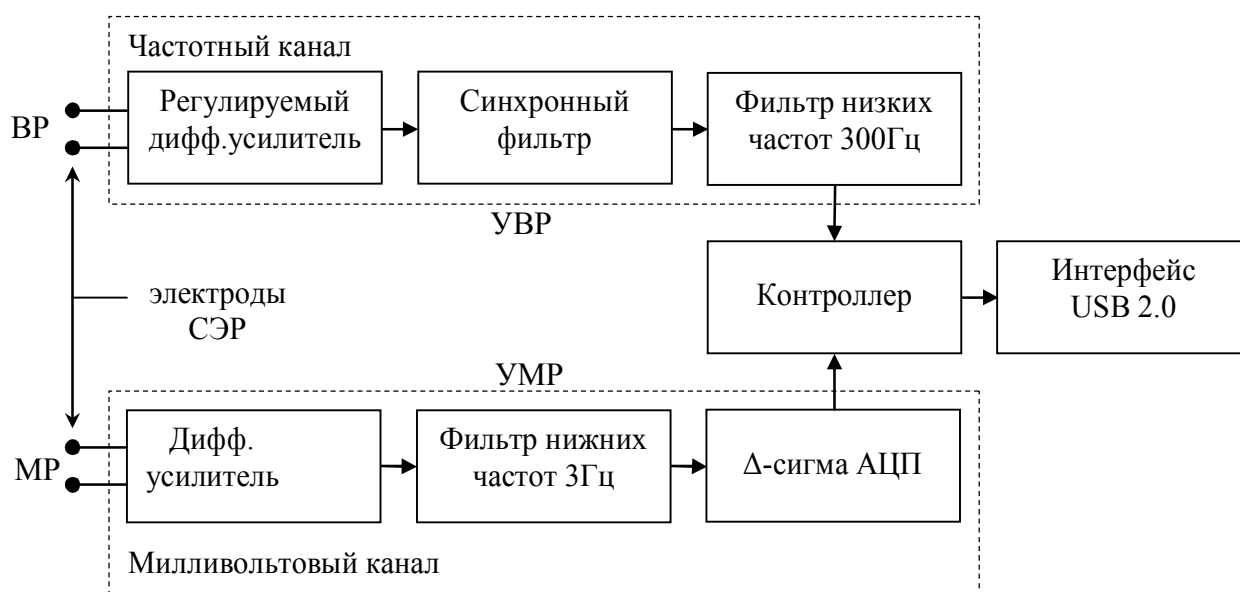 Частотный канал
Регулируемый
дифф.усилитель
Синхронный
фильтр
Фильтр низких
частот 300Гц
ВР
УВР
электроды
СЭР
Контроллер
Интерфейс
USB 2.0
УМР
МР
Дифф.
усилитель
Фильтр нижних
частот 3Гц
Δ-сигма АЦП
Милливольтовый канал